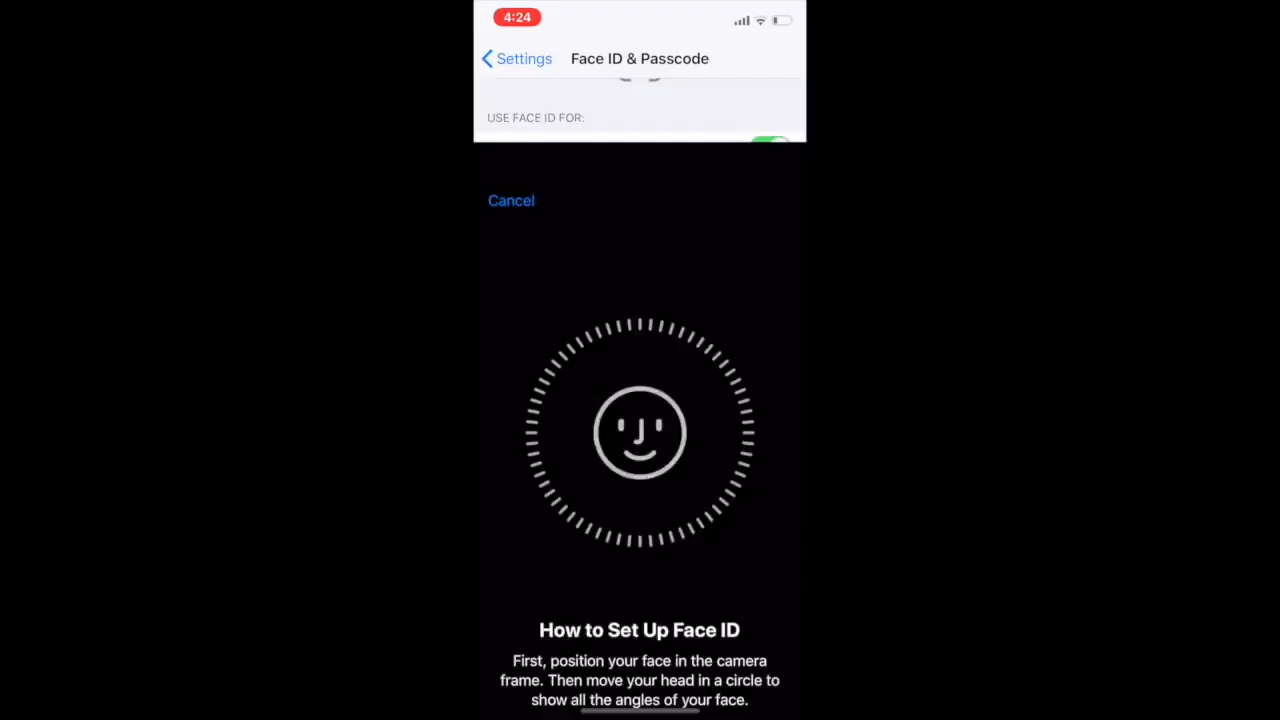 4:24
Settings
Face ID & Passcode
USE FACE ID FOR:
Cancel
How to Set Up Face ID
First, position your face in the camera
frame. Then move your head in a circle to
show all the angles of your face.